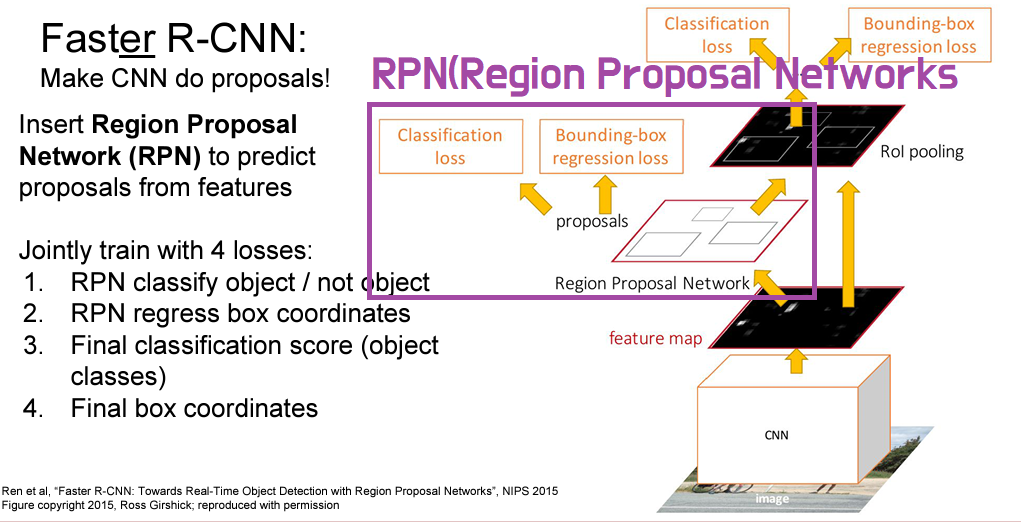 Faster R-CNN:
Make CNN do proposals!
Insert Region Proposal
Network (RPN) to predict
proposals from features
Jointly train with 4 losses:
1. RPN classify object / not object
2. RPN regress box coordinates
3. Final classification score (object
classes)
4. Final box coordinates
Ren et al, “Faster R-CNN: Towards Real-Time Object Detection with Region Proposal Networks”, NIPS 2015
Figure copyright 2015, Ross Girshick; reproduced with permission
Classification
loss
Bounding-box
regression loss
RPN(Region Proposal Networks
Classification
loss
Bounding-box
regression loss
RoI pooling
proposals
Region Proposal Network
feature map
CNN
image